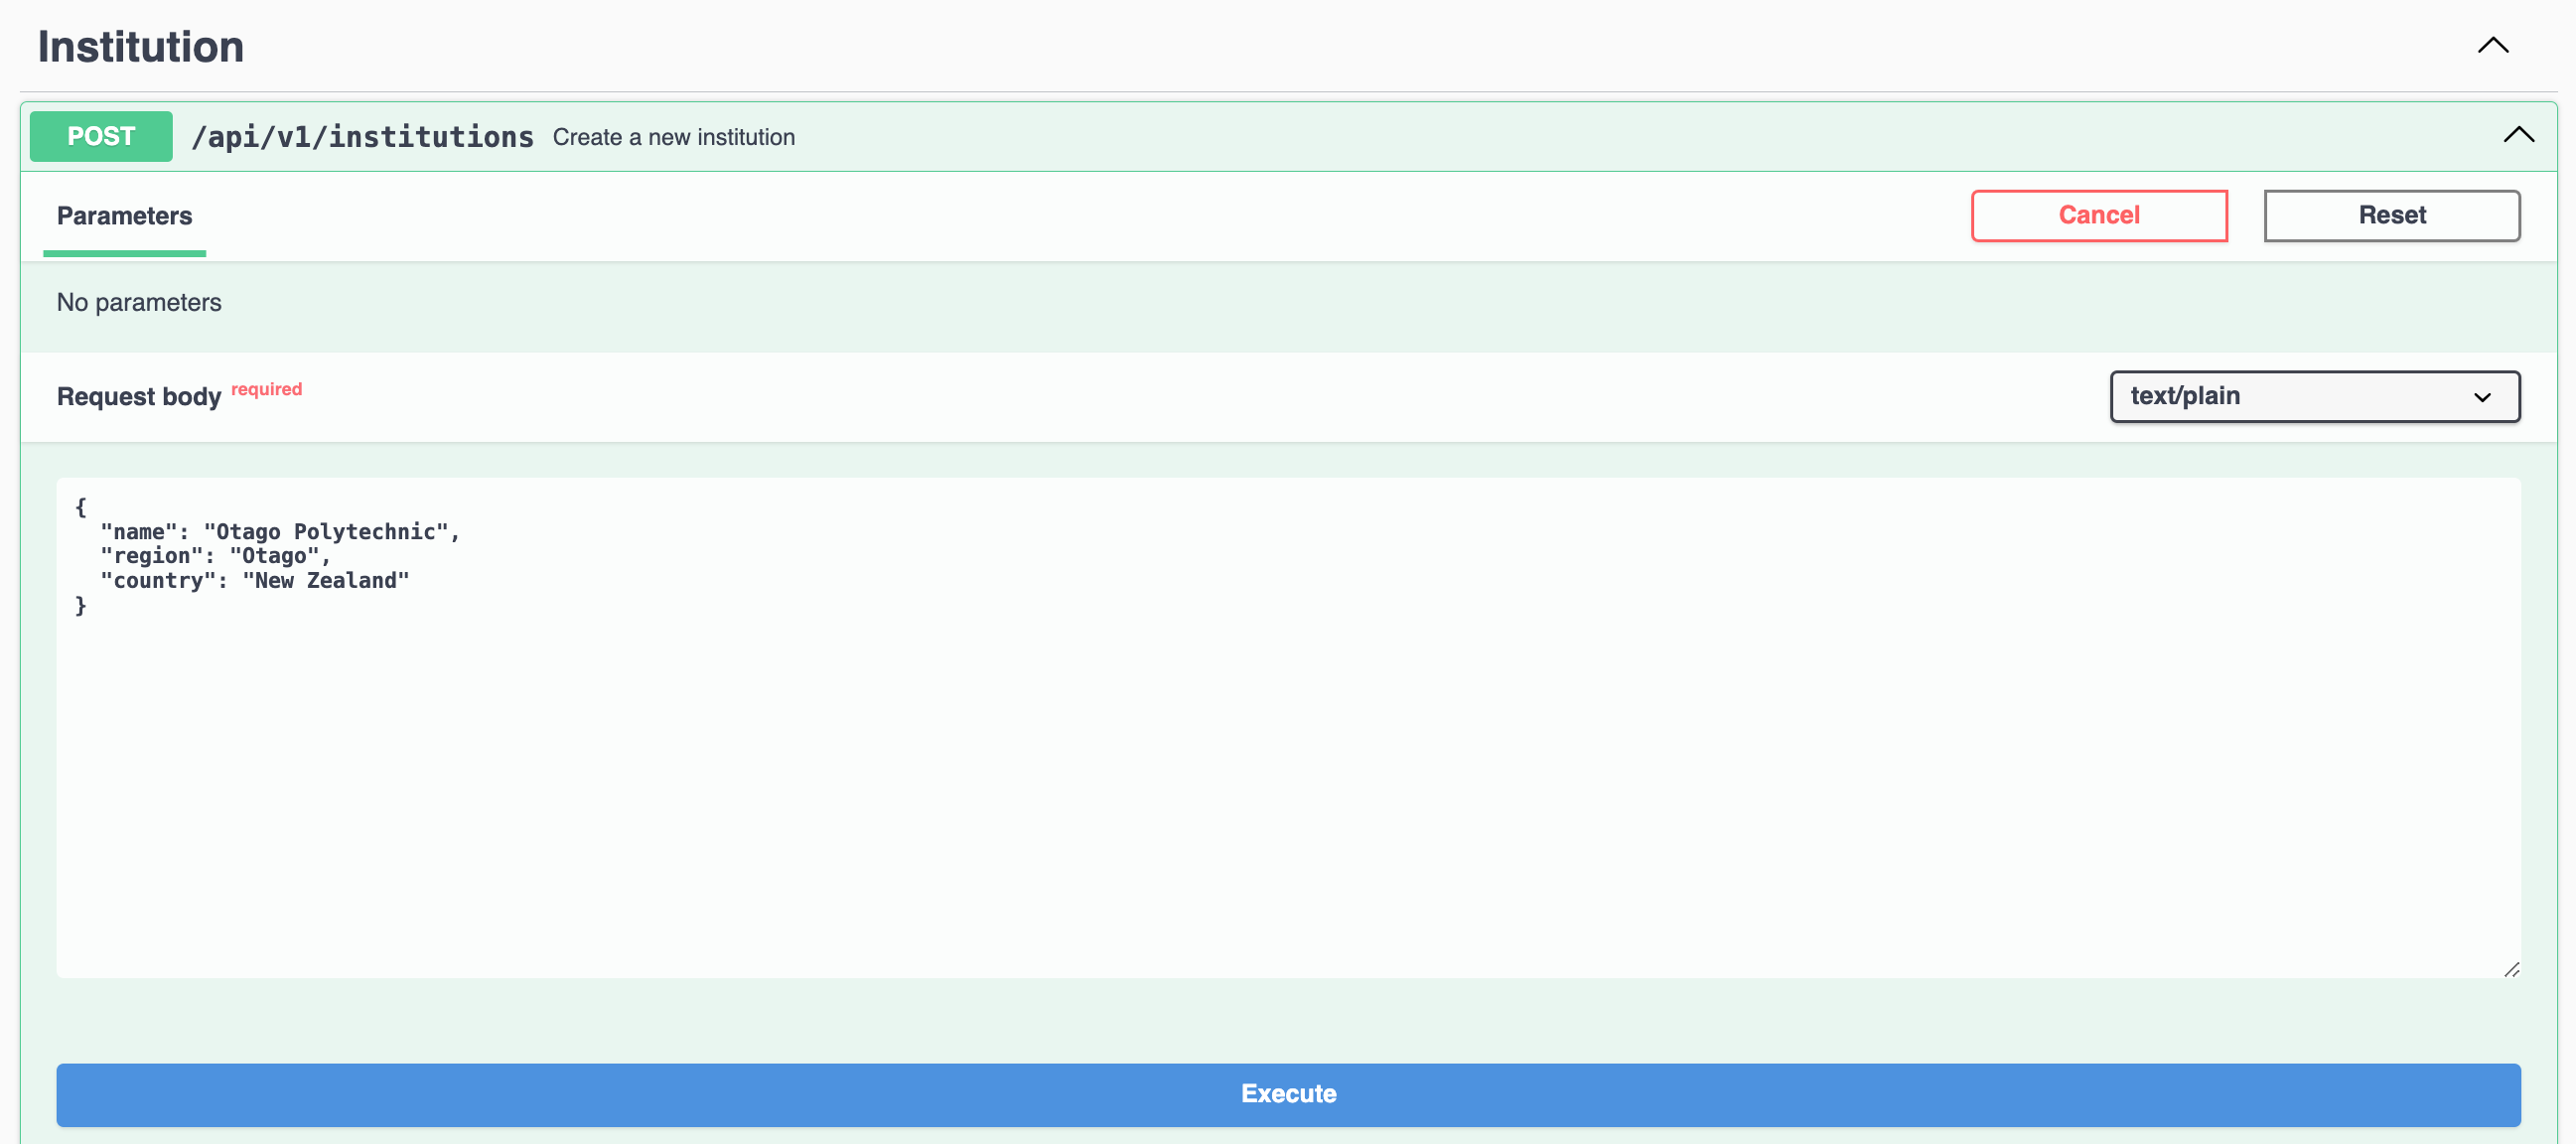 Institution
POST /api/v1/institutions Create a new institution
Parameters Cancel Reset
No parameters
Request body required text/plain
{
  "name": "Otago Polytechnic",
  "region": "Otago",
  "country": "New Zealand"
}
Execute